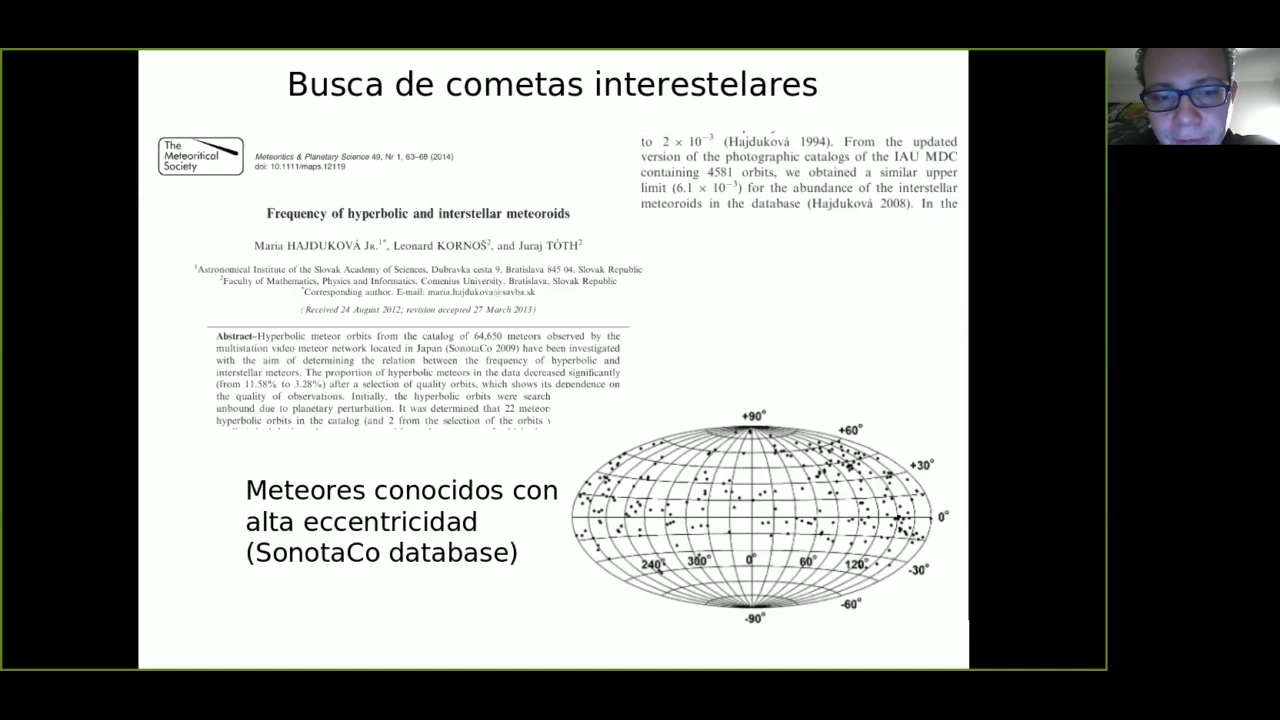 Busca de cometas interestelares
The
Meteoritical
Society
Meteoritics & Planetary Science 49, Nr 1, 63–68 (2014)
doi: 10.1111/maps.12119
Frequency of hyperbolic and interstellar meteoroids
Maria HAJDUKOVÁ Jr.1*, Leonard KORNOŠ2, and Juraj TÓTH2
1Astronomical Institute of the Slovak Academy of Sciences, Dubravka cesta 9, Bratislava 845 04, Slovak Republic
2Faculty of Mathematics, Physics and Informatics, Comenius University, Bratislava, Slovak Republic
*Corresponding author. E-mail: maria.hajdukova@savba.sk
(Received 24 August 2012; revision accepted 27 March 2013)
Abstract–Hyperbolic meteor orbits from the catalog of 64,650 meteors observed by the
multistation video meteor network located in Japan (SonotaCo 2009) have been investigated
with the aim of determining the relation between the frequency of hyperbolic and
interstellar meteors. The proportion of hyperbolic meteors in the data decreased significantly
(from 11.58% to 3.28%) after a selection of quality orbits, which shows its dependence on
the quality of observations. Initially, the hyperbolic orbits were search
unbound due to planetary perturbation. It was determined that 22 meteor
hyperbolic orbits in the catalog (and 2 from the selection of the orbits
to 2 × 10−3 (Hajduková 1994). From the updated
version of the photographic catalogs of the IAU MDC
containing 4581 orbits, we obtained a similar upper
limit (6.1 × 10−3) for the abundance of the interstellar
meteoroids in the database (Hajduková 2008). In the
Meteores conocidos con
alta eccentricidad
(SonotaCo database)
+90°
+60°
+30°
0°
240° 300° 0° 60° 120°
-30°
-60°
-90°